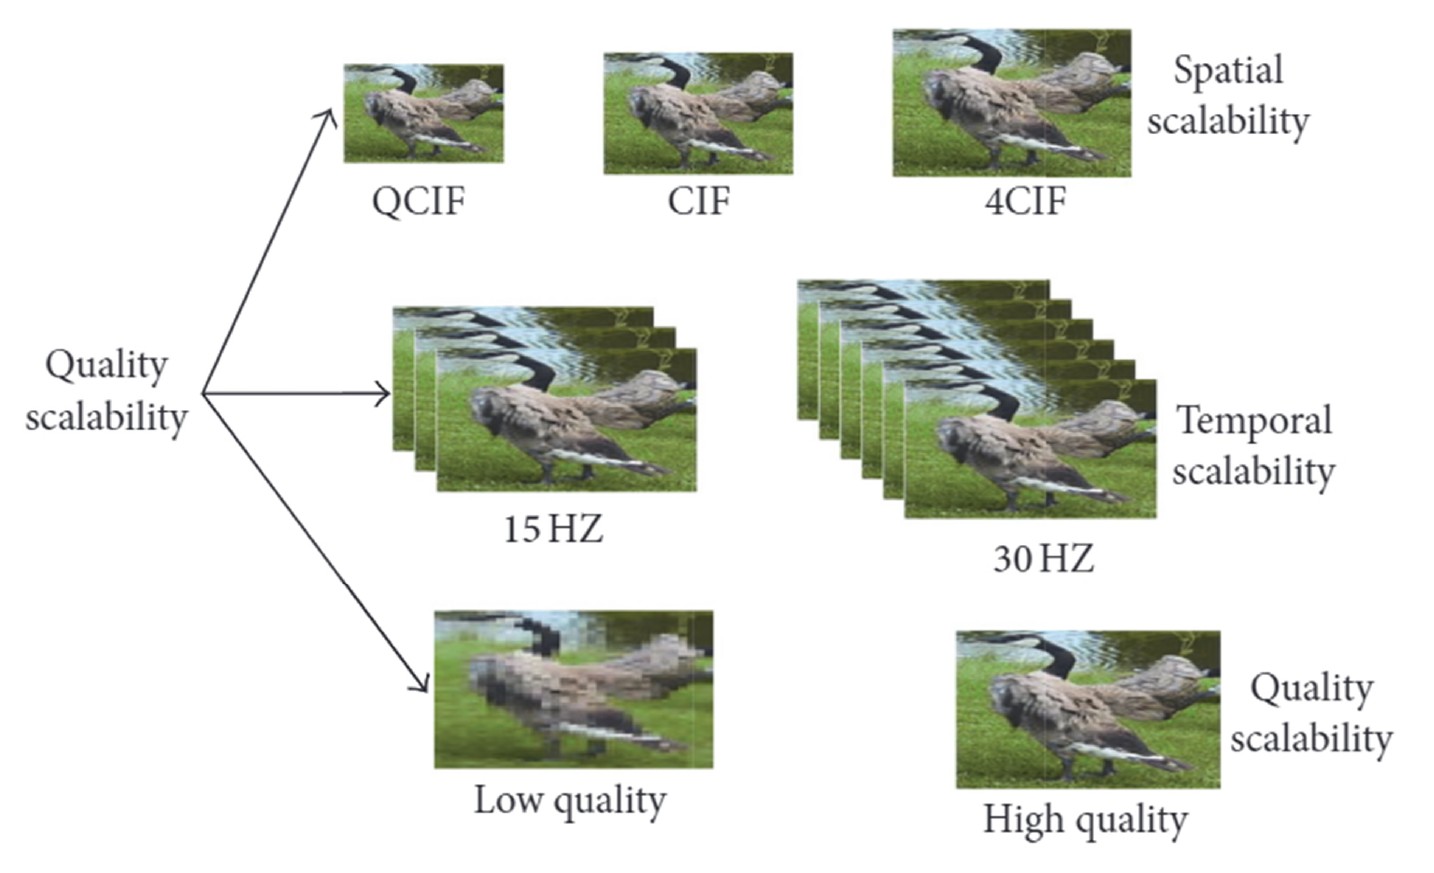 Spatial
scalability
QCIF
CIF
4CIF
Quality
scalability
15 HZ
30 HZ
Temporal
scalability
Low quality
High quality
Quality
scalability